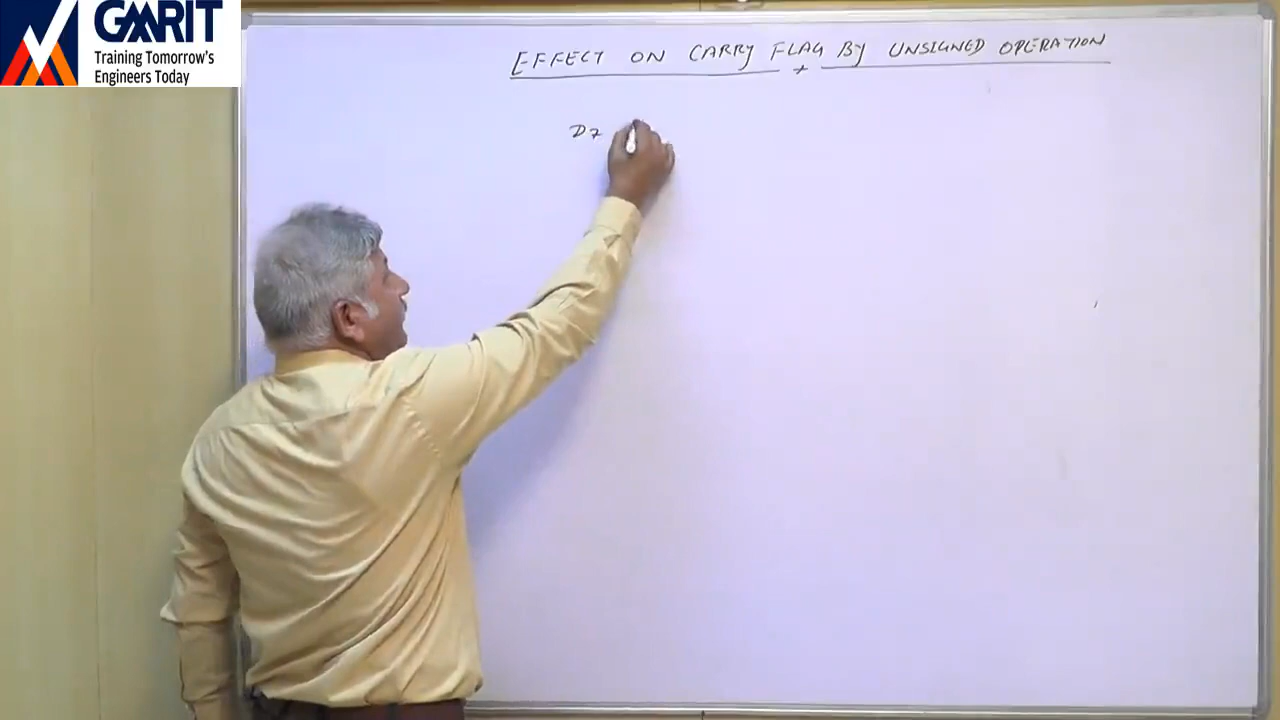 GMRIT
Training Tomorrow's
Engineers Today
EFFECT ON CARRY FLAG BY UNSIGNED OPERATION
D7